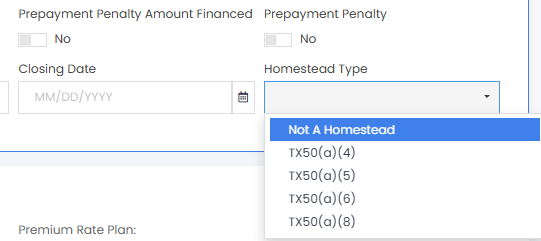 Prepayment Penalty Amount Financed Prepayment Penalty
No No
Closing Date Homestead Type
MM/DD/YYYY
Not A Homestead
TX50(a)(4)
TX50(a)(5)
TX50(a)(6)
TX50(a)(8)
Premium Rate Plan: